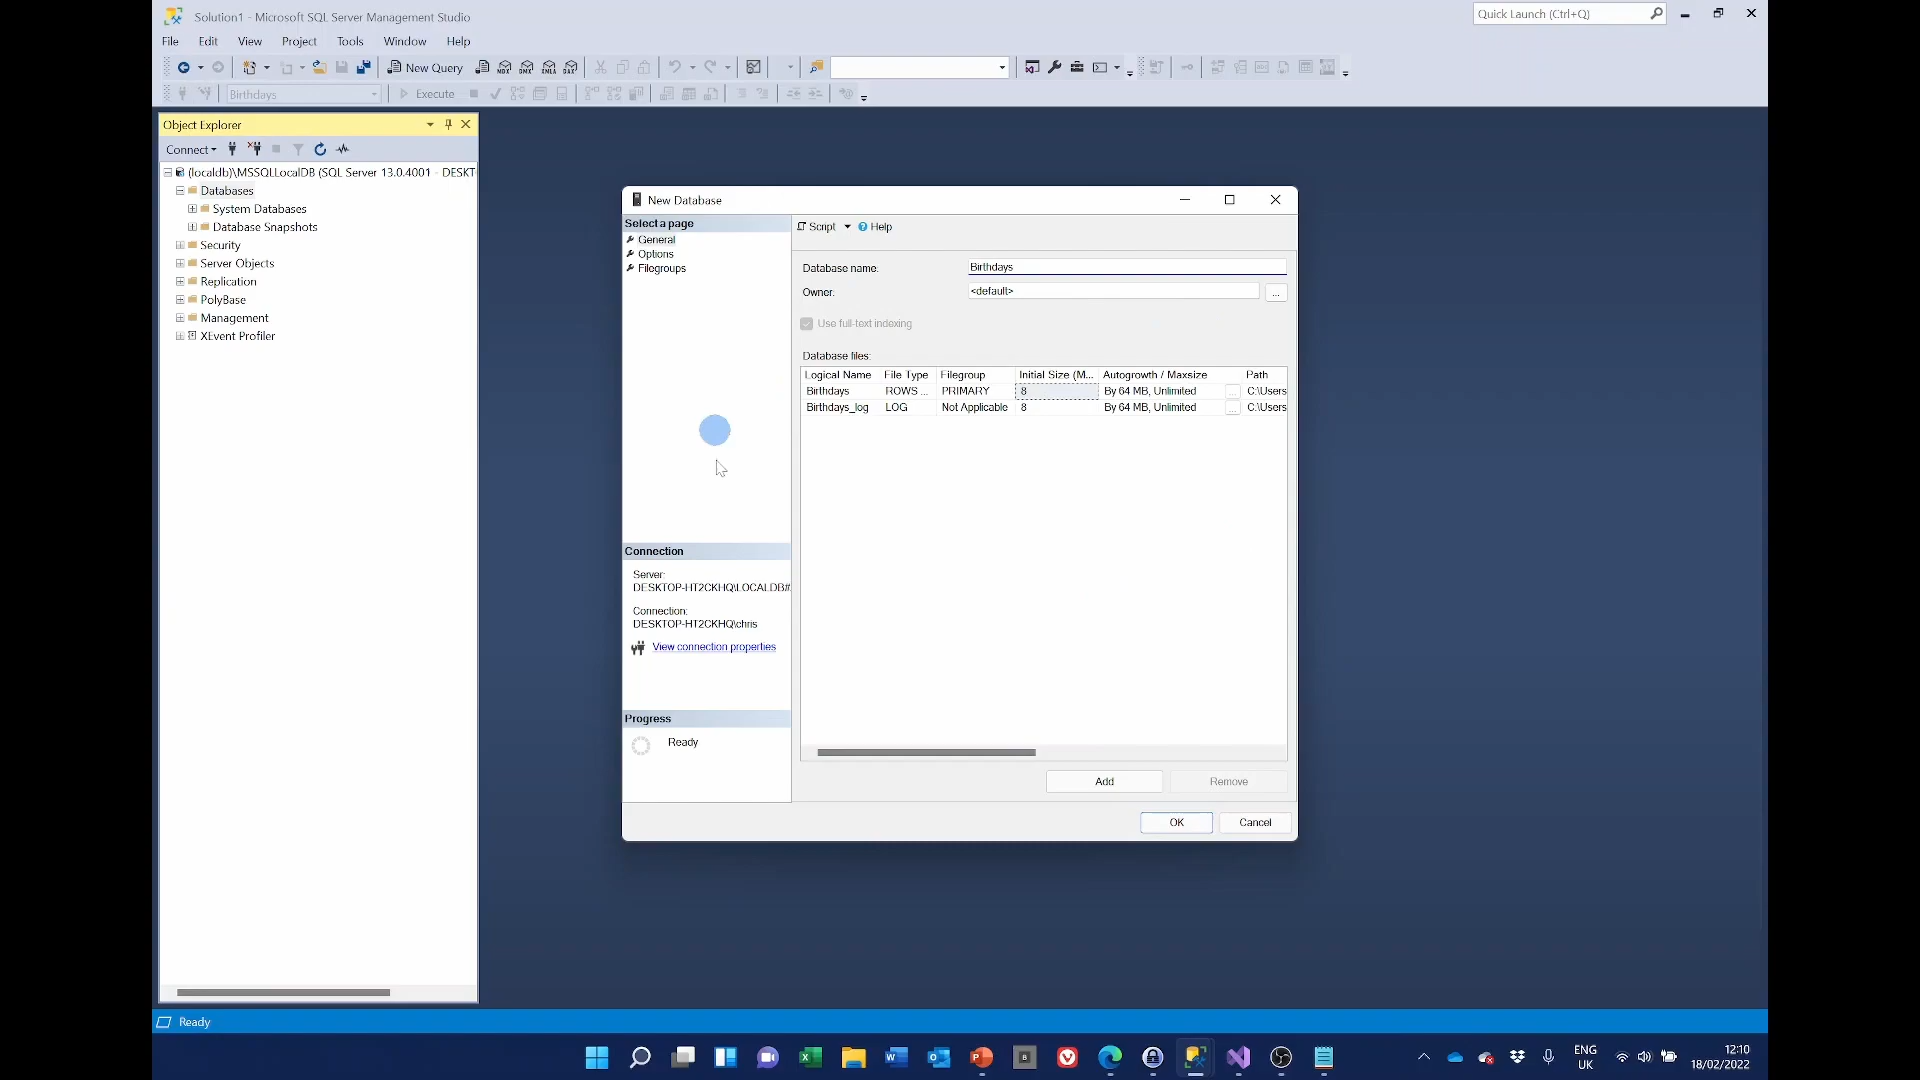 Solution1 - Microsoft SQL Server Management Studio
Quick Launch (Ctrl+Q)
File Edit View Project Tools Window Help
New Query MDX DMX XMLA DAX
Birthdays Execute
Object Explorer
Connect
(localdb)\MSSQLLocalDB (SQL Server 13.0.4001 - DESKT
Databases
System Databases
Database Snapshots
Security
Server Objects
Replication
PolyBase
Management
XEvent Profiler
New Database
Select a page
General
Options
Filegroups
Script Help
Database name: Birthdays
Owner: <default> ...
Use full-text indexing
Database files:
Logical Name File Type Filegroup Initial Size (M... Autogrowth / Maxsize Path
Birthdays ROWS ... PRIMARY 8 By 64 MB, Unlimited ... C:\Users
Birthdays_log LOG Not Applicable 8 By 64 MB, Unlimited ... C:\Users
Connection
Server:
DESKTOP-HT2CKHQ\LOCALDB#
Connection:
DESKTOP-HT2CKHQ\chris
View connection properties
Progress
Ready
Add Remove
OK Cancel
Ready
ENG
UK
12:10
18/02/2022